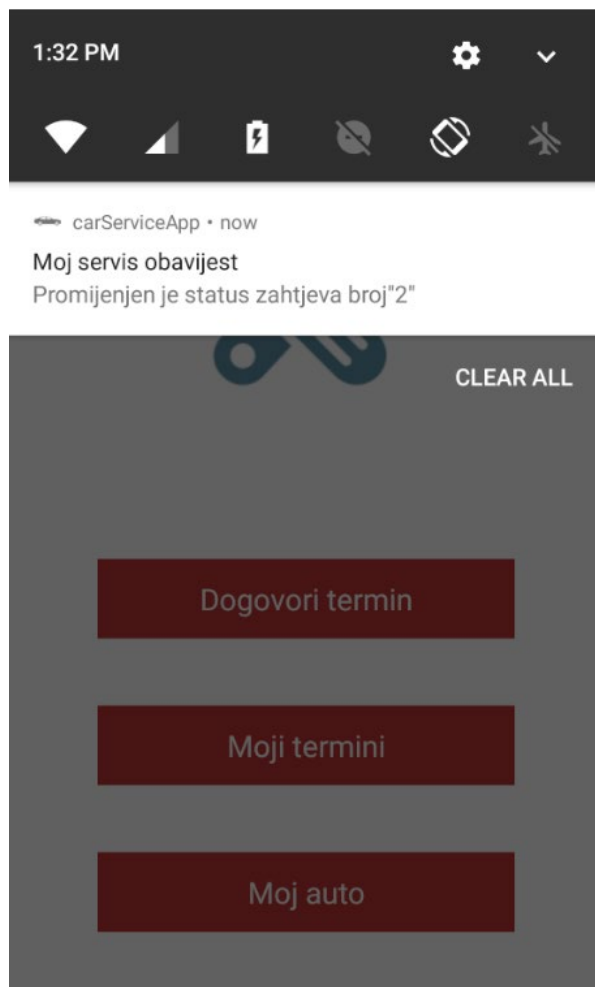 1:32 PM
carServiceApp • now
Moj servis obavijest
Promijenjen je status zahtjeva broj"2"
CLEAR ALL
Dogovori termin
Moji termini
Moj auto